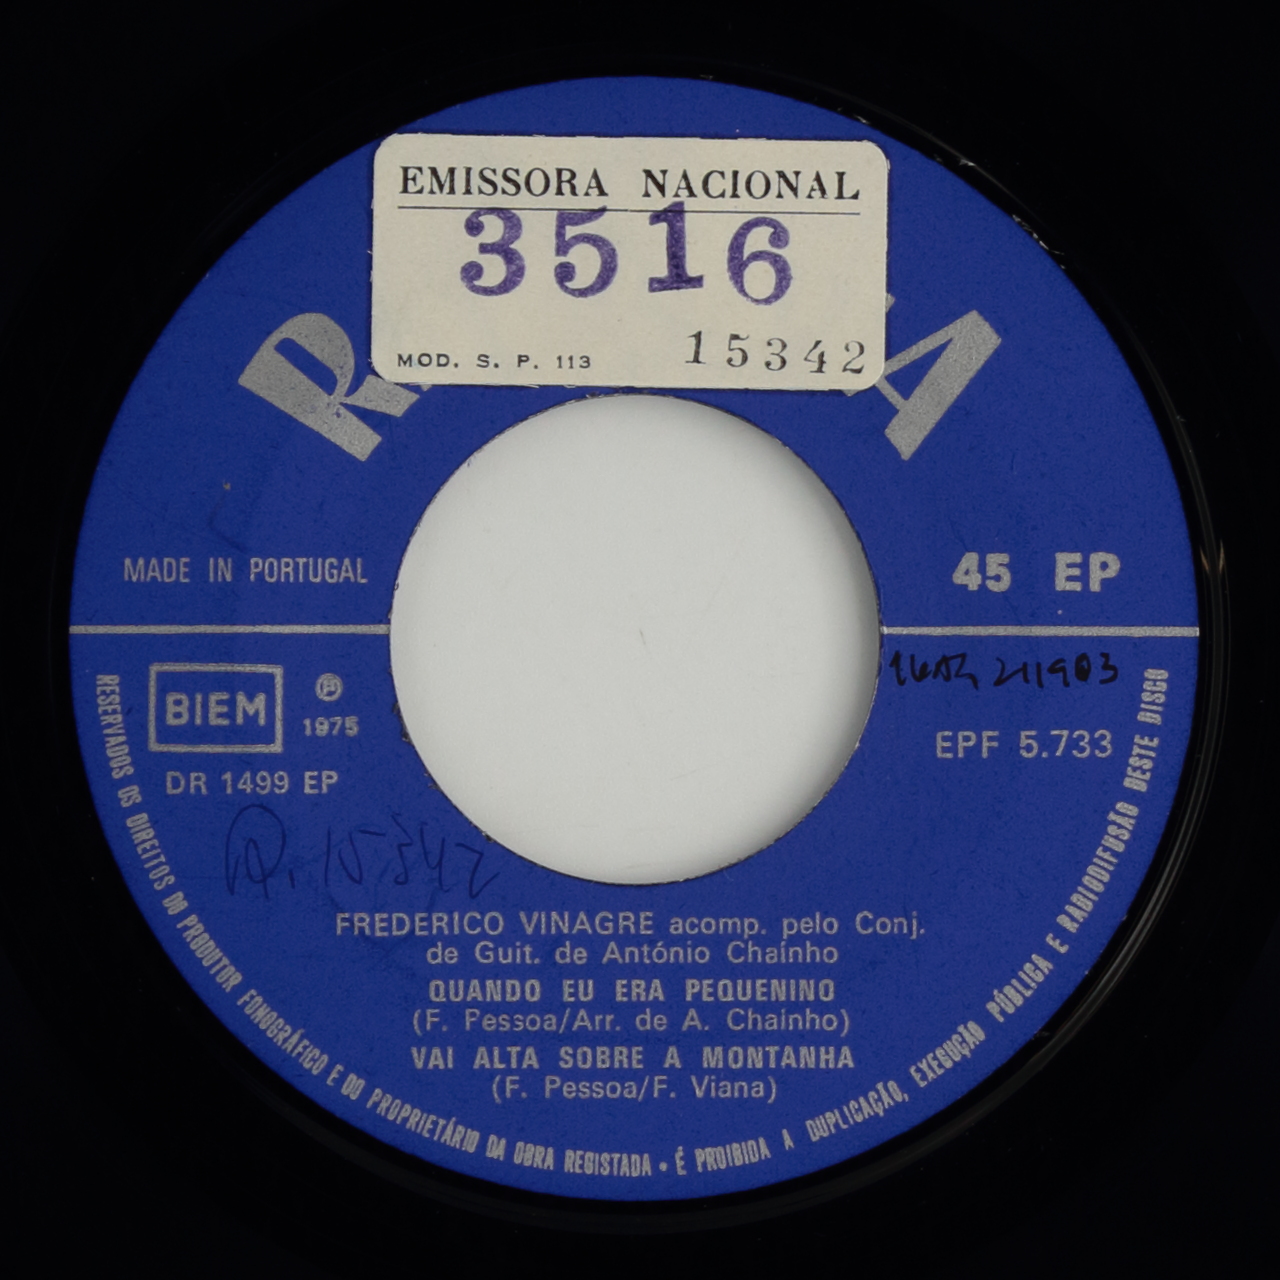 EMISSORA NACIONAL
3516
MOD. S. P. 113 15342
MADE IN PORTUGAL
45 EP
BIEM
Ⓟ
1975
DR 1499 EP
211903
EPF 5.733
15342
FREDERICO VINAGRE acomp. pelo Conj.
de Guit. de António Chaínho
QUANDO EU ERA PEQUENINO
(F. Pessoa/Arr. de A. Chaínho)
VAI ALTA SOBRE A MONTANHA
(F. Pessoa/F. Viana)
RESERVADOS OS DIREITOS DO PRODUTOR FONOGRÁFICO E DO PROPRIETÁRIO DA OBRA REGISTADA • É PROIBIDA A DUPLICAÇÃO, EXECUÇÃO PÚBLICA E RADIODIFUSÃO DESTE DISCO